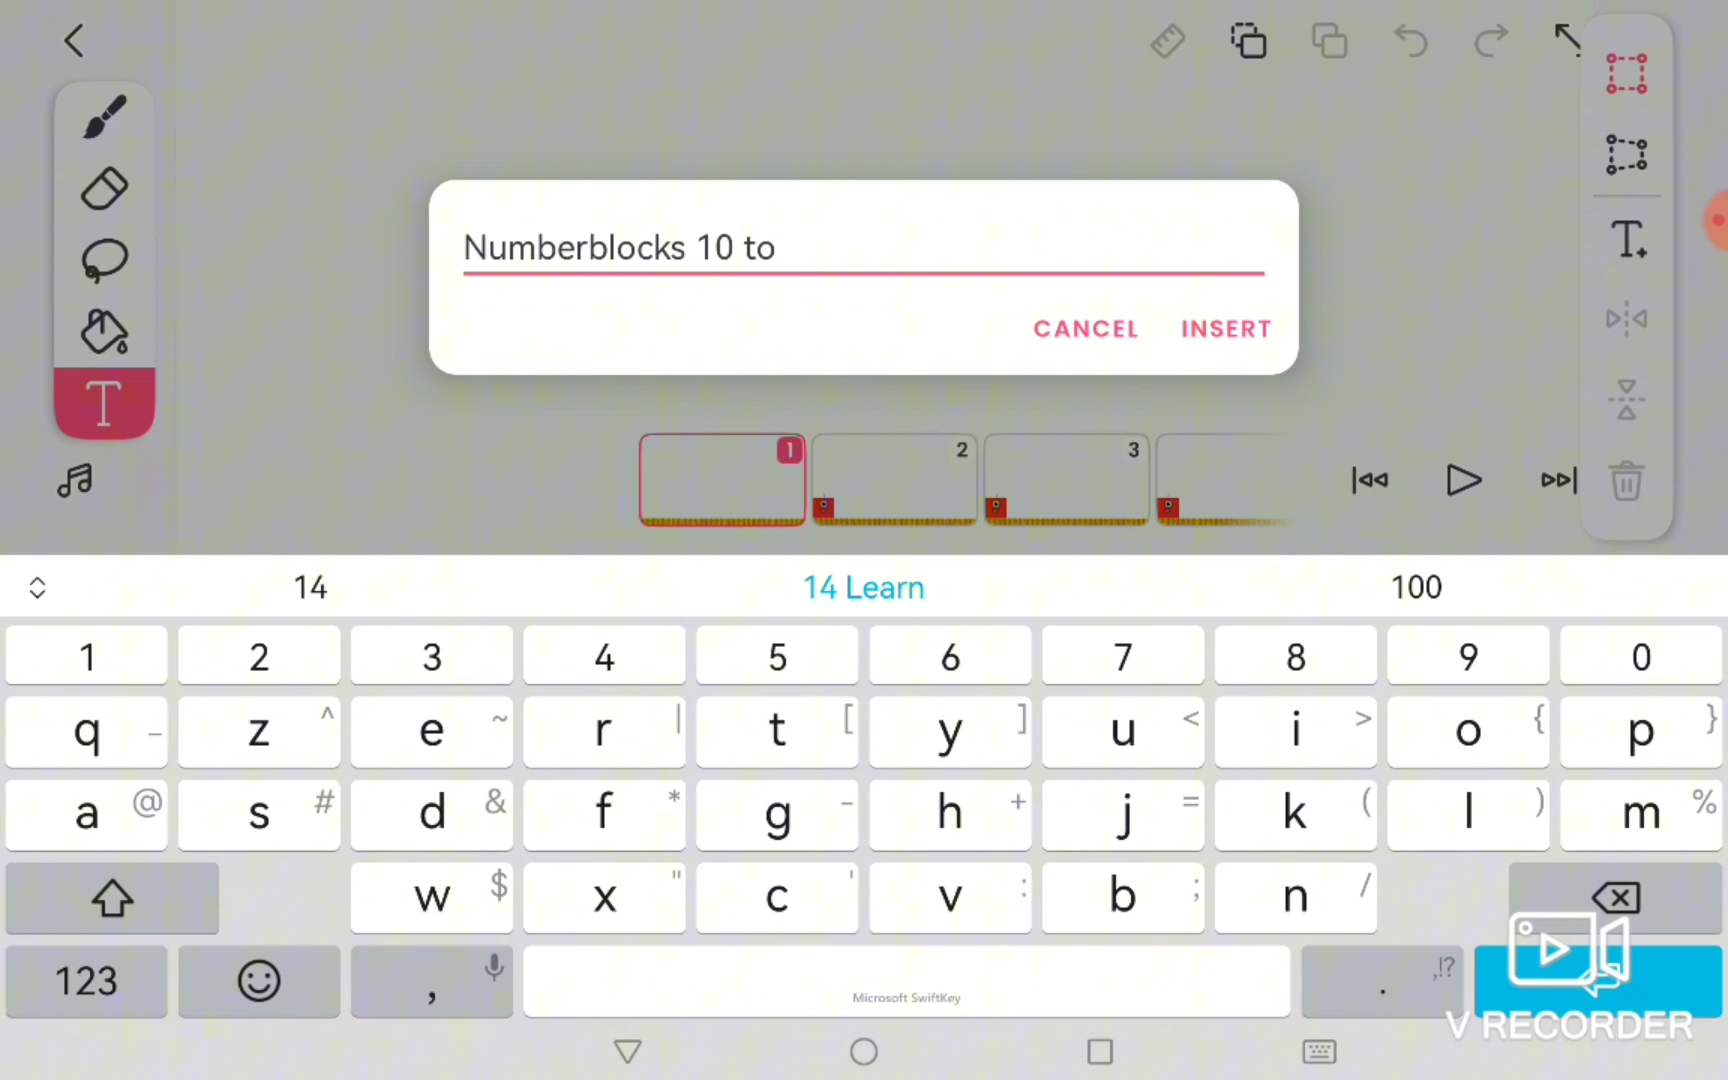 Numberblocks 10 to
CANCEL INSERT
1 2 3
14 14 Learn 100
1 2 3 4 5 6 7 8 9 0
q _ z ^ e ~ r | t [ y ] u < i > o { p }
a @ s # d & f * g - h + j = k ( l ) m %
w $ x " c ' v : b ; n /
123 , . ,!?
Microsoft SwiftKey
V RECORDER